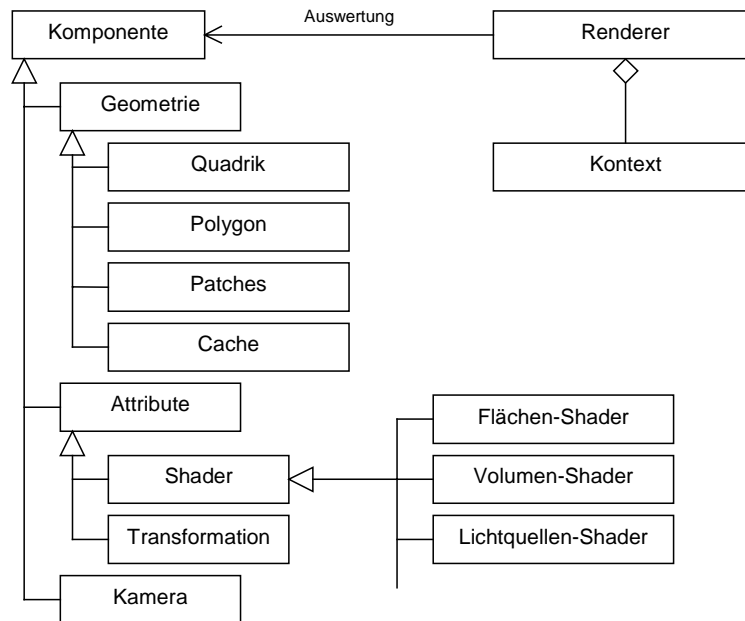 Komponente
Auswertung
Renderer
Geometrie
Quadrik
Kontext
Polygon
Patches
Cache
Attribute
Flächen-Shader
Shader
Volumen-Shader
Transformation
Lichtquellen-Shader
Kamera